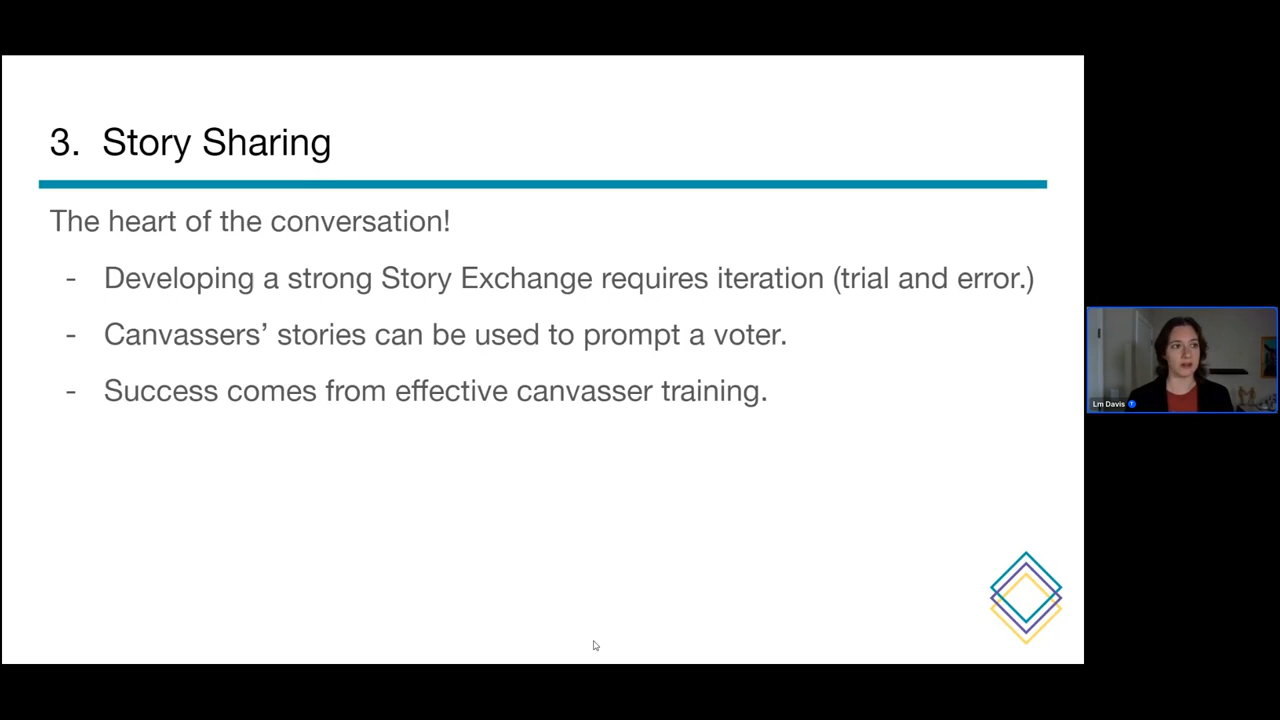 3. Story Sharing
The heart of the conversation!
- Developing a strong Story Exchange requires iteration (trial and error.)
- Canvassers’ stories can be used to prompt a voter.
- Success comes from effective canvasser training.
Lm Davis